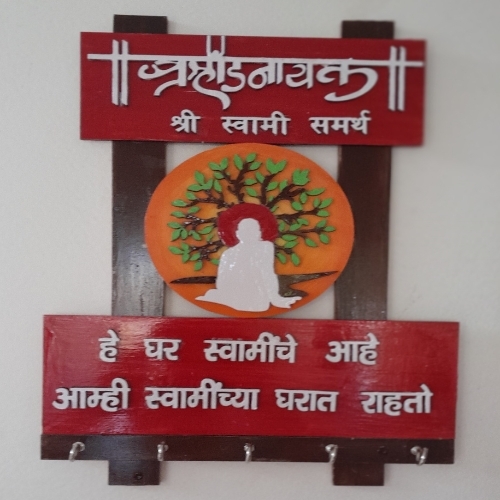 ब्रह्मांडनायक
श्री स्वामी समर्थ
हे घर स्वामींचे आहे
आम्ही स्वामींच्या घरात राहतो